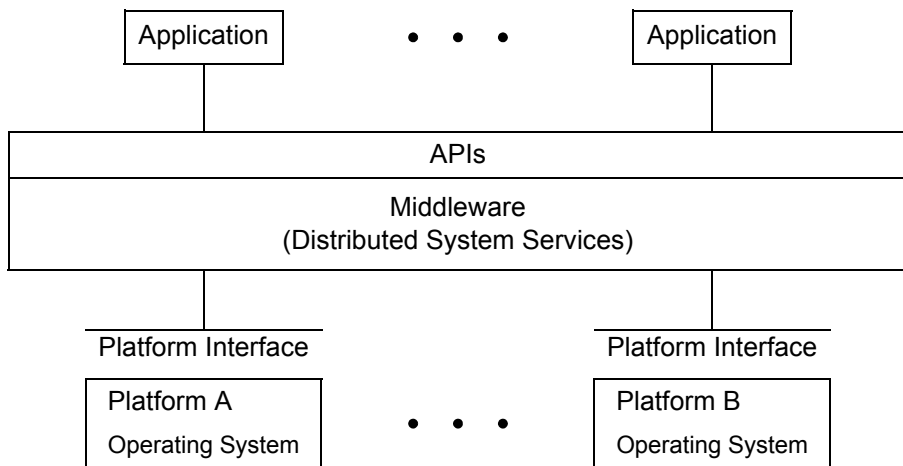 Application
Application
APIs
Middleware
(Distributed System Services)
Platform Interface
Platform Interface
Platform A
Operating System
Platform B
Operating System